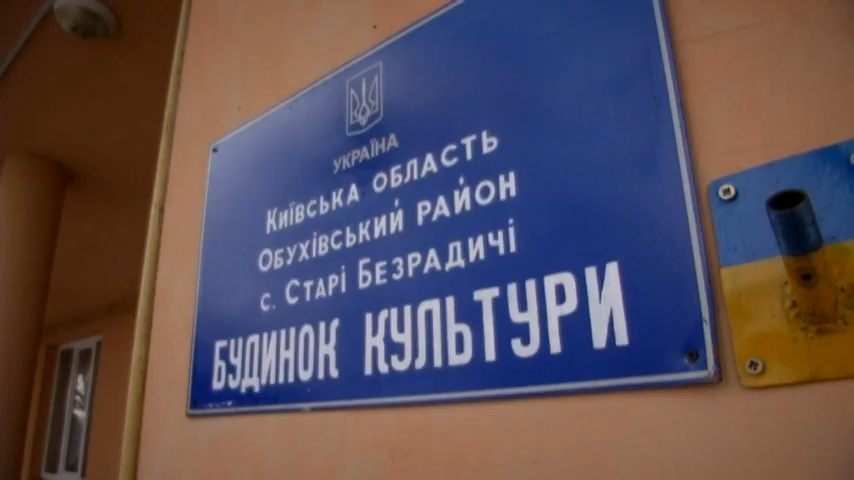 УКРАЇНА
Київська область
Обухівський район
с. Старі Безрадичі
БУДИНОК КУЛЬТУРИ